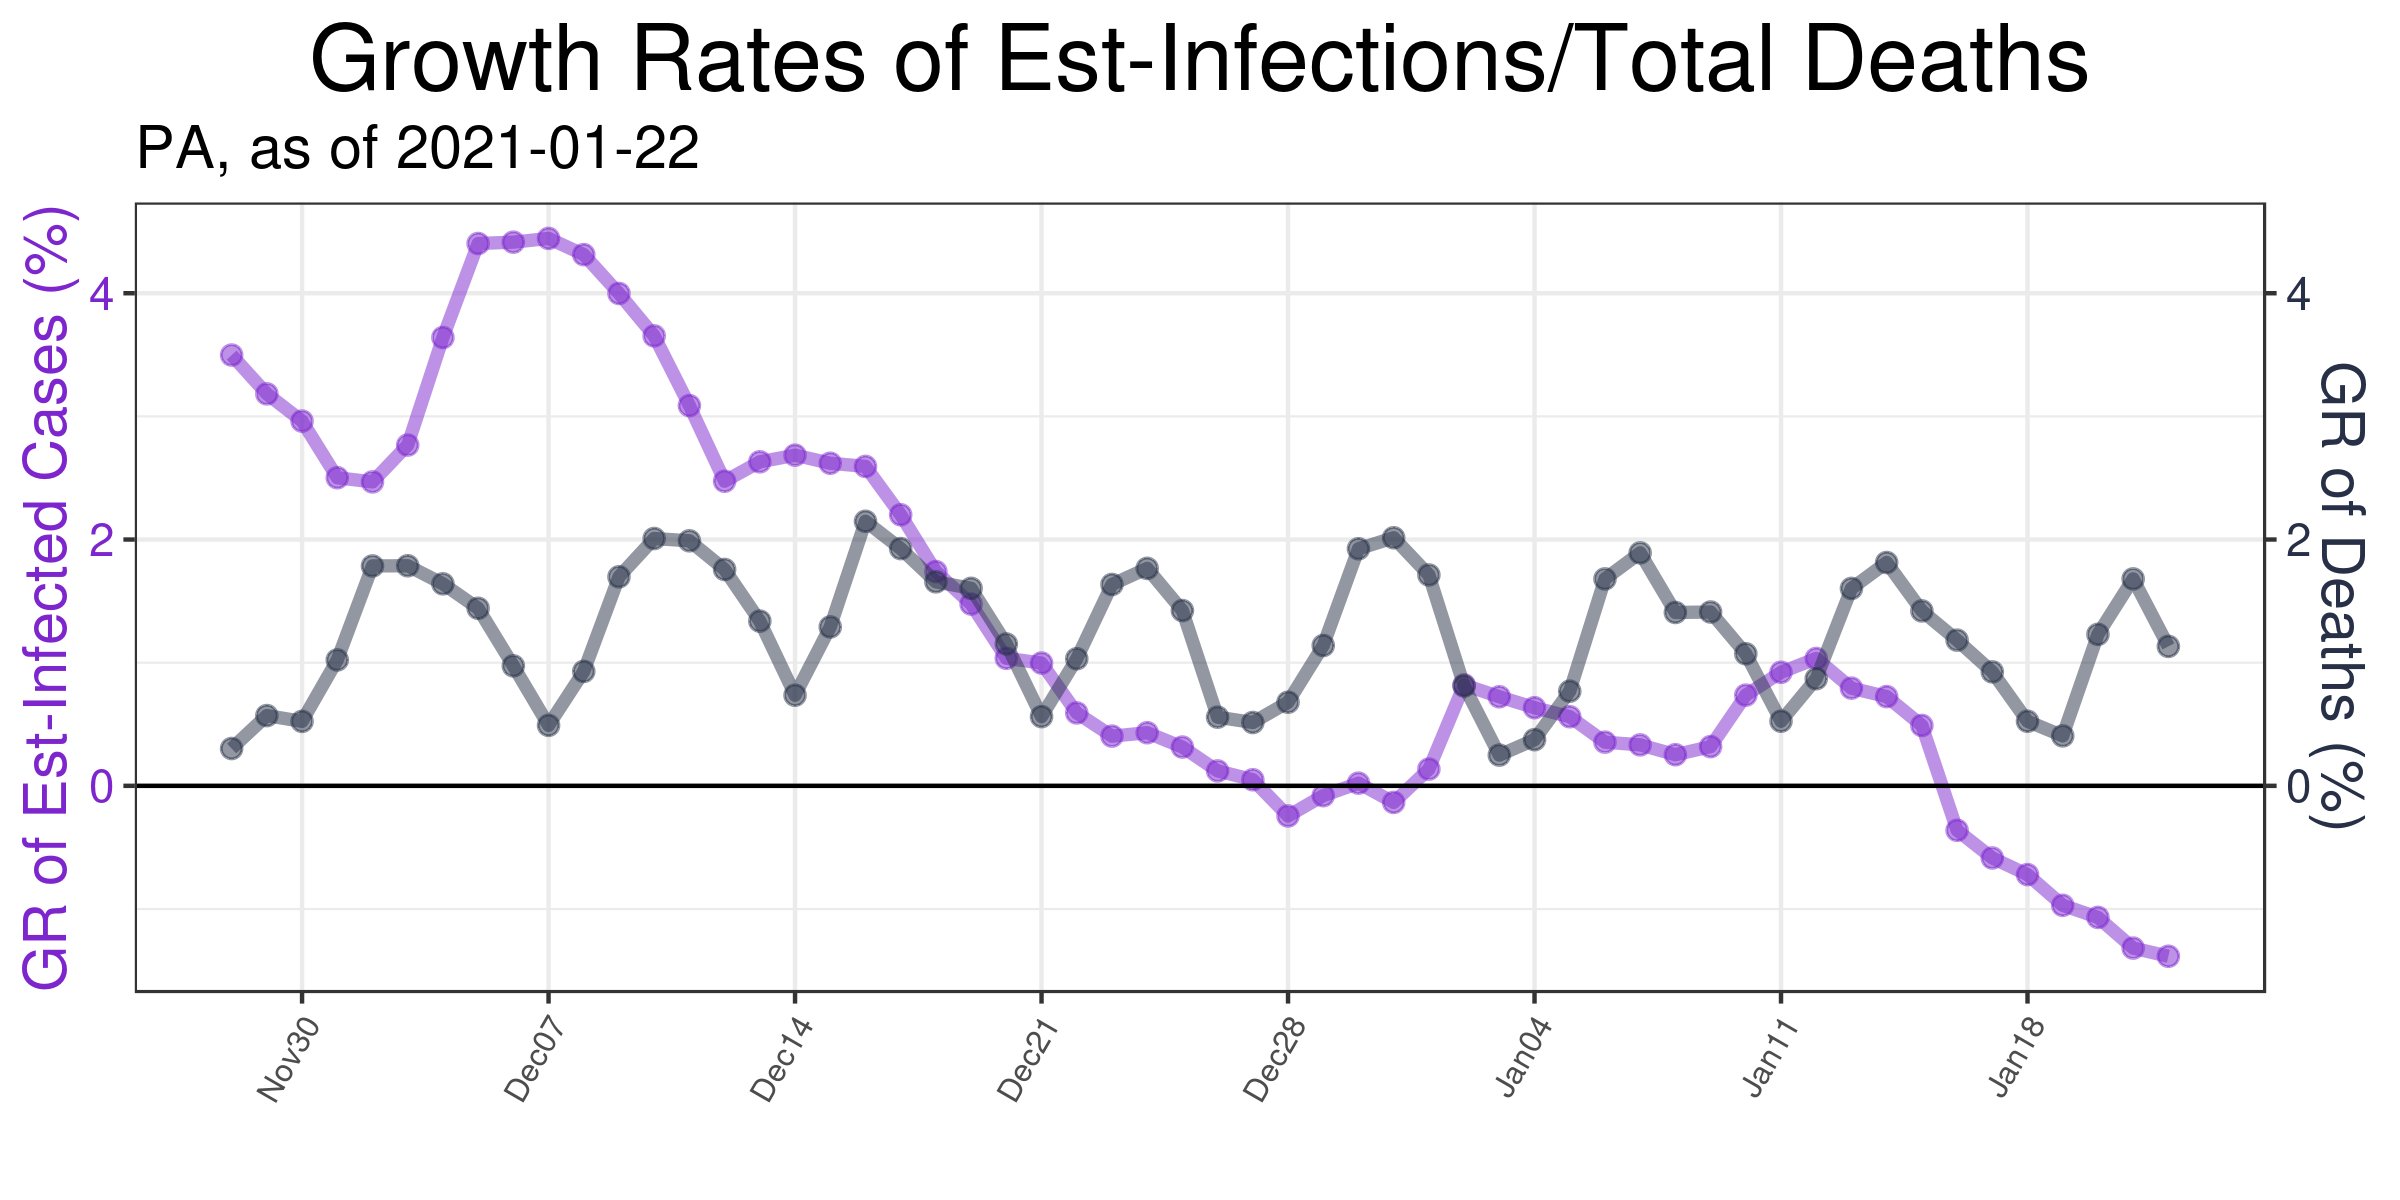 Growth Rates of Est-Infections/Total Deaths
PA, as of 2021-01-22
GR of Est-Infected Cases (%)
4
2
0
4
2
0
GR of Deaths (%)
Nov30
Dec07
Dec14
Dec21
Dec28
Jan04
Jan11
Jan18